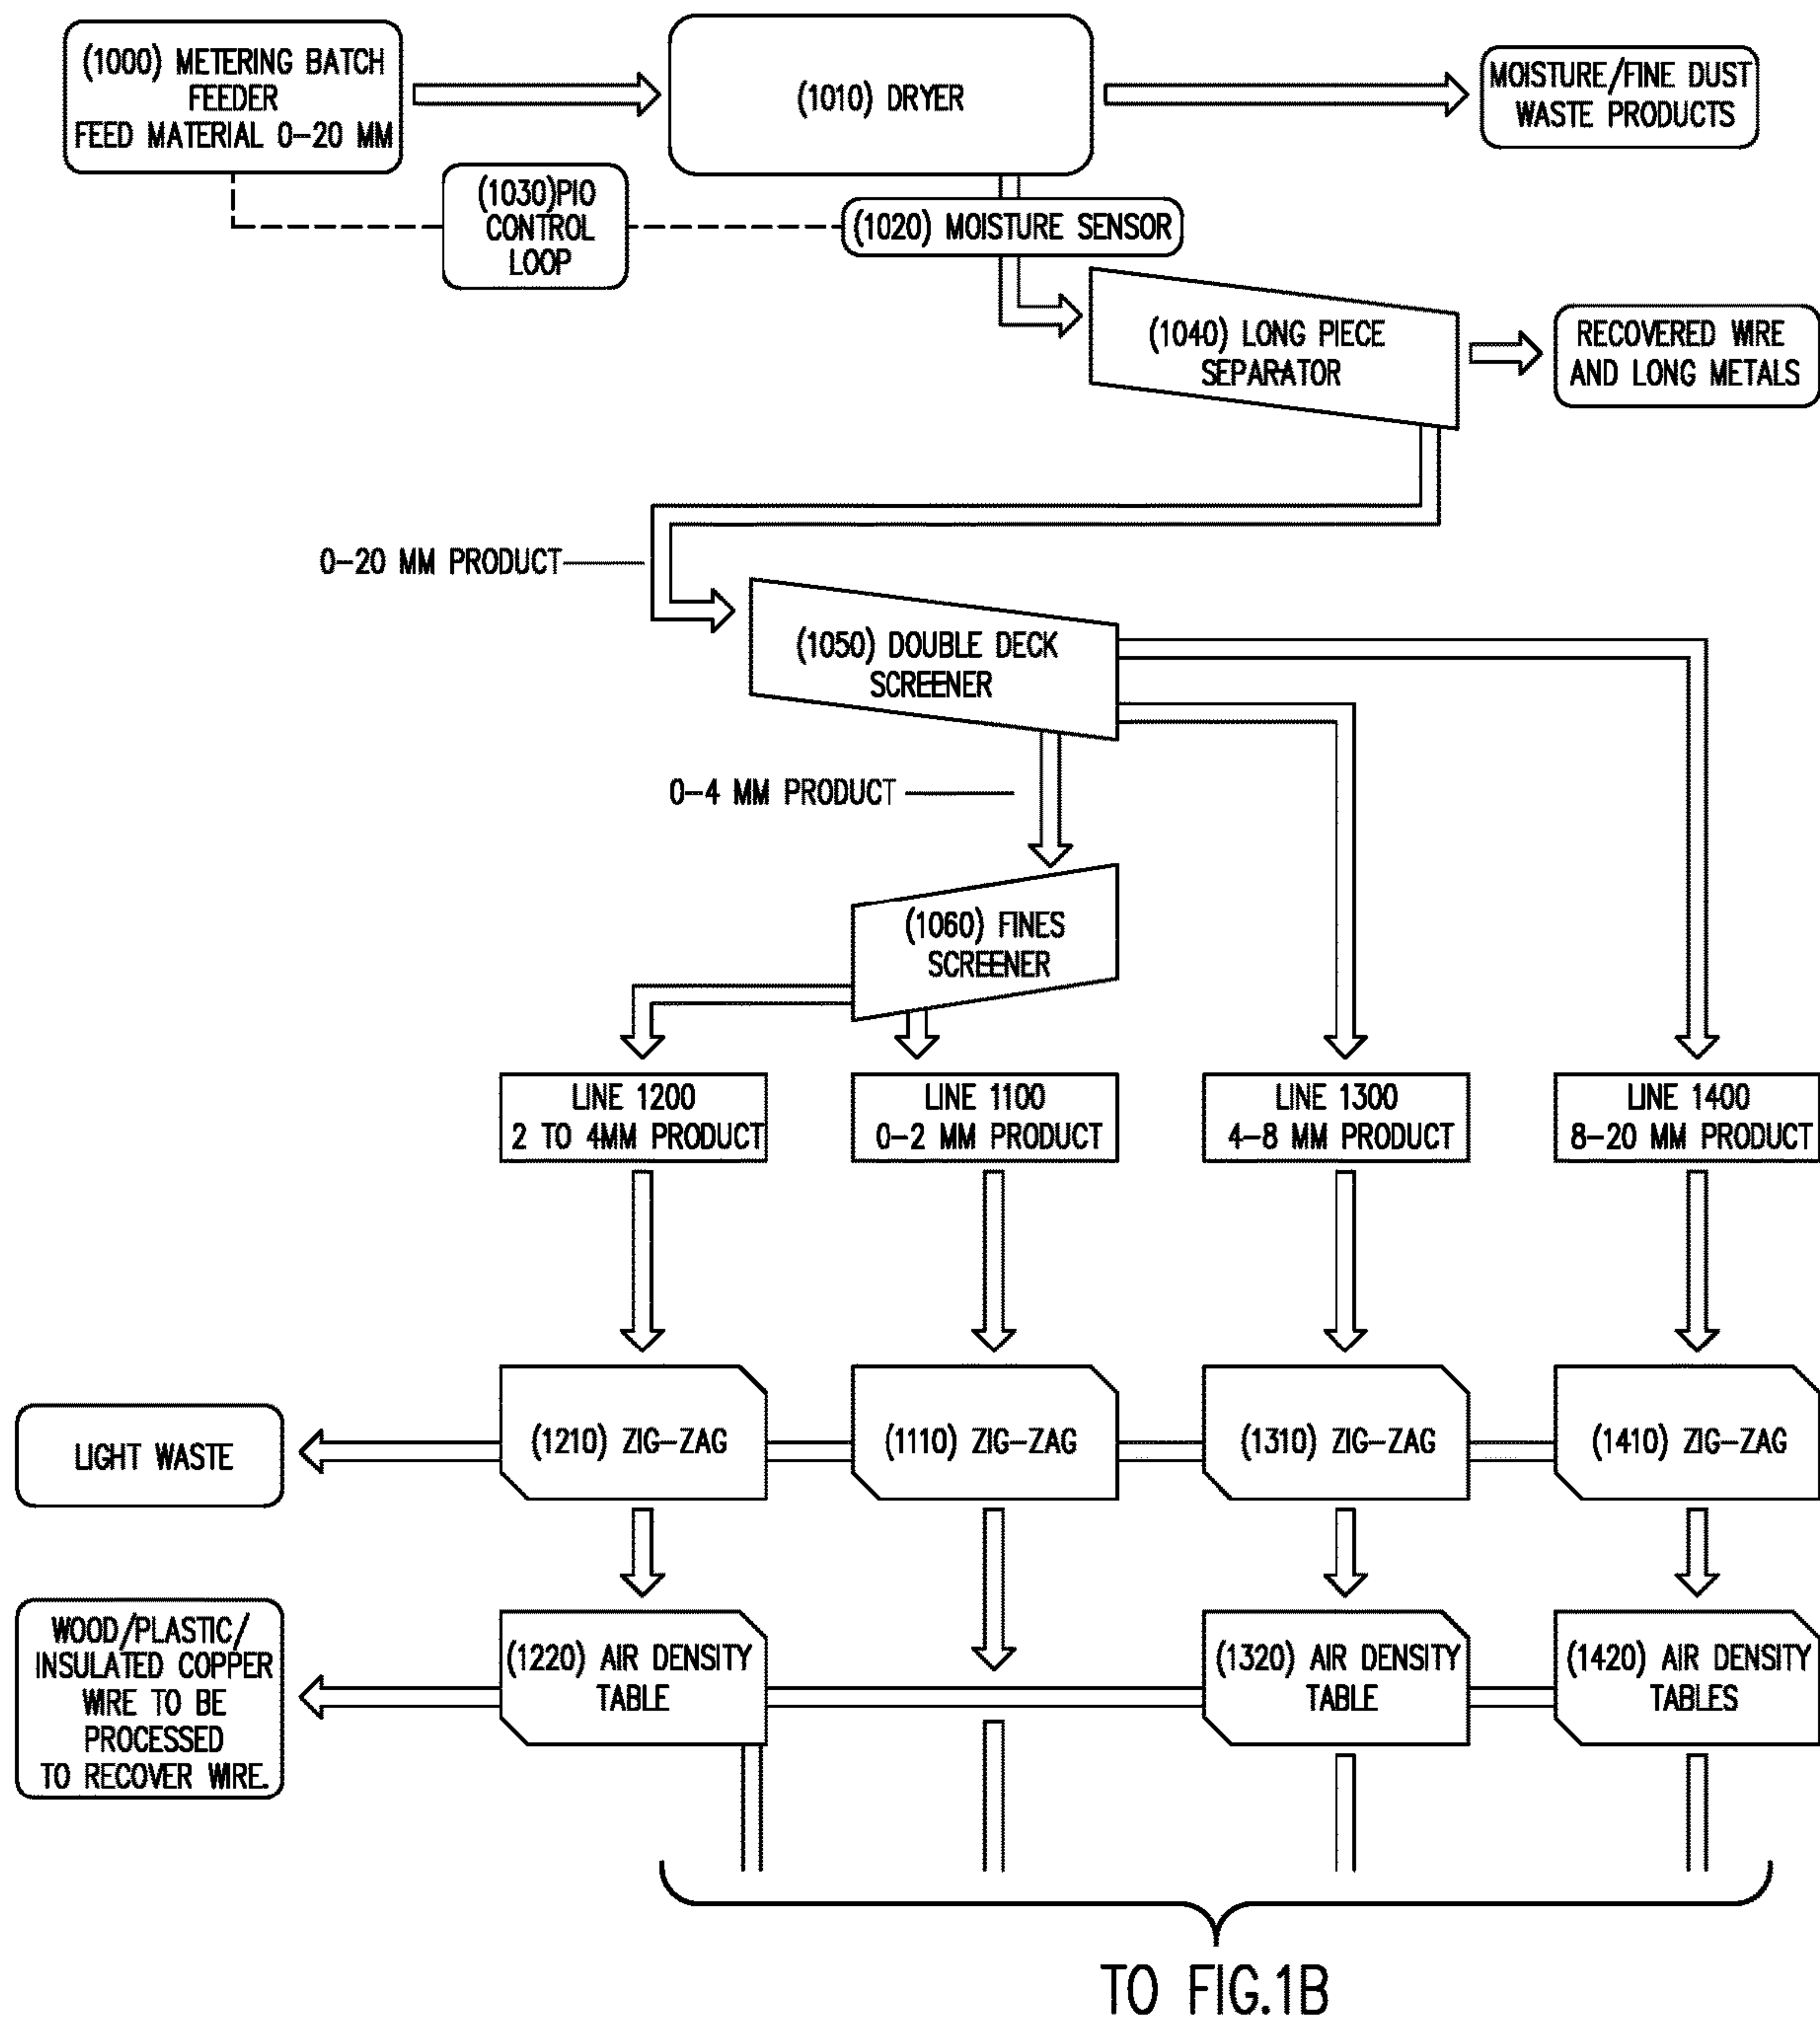 (1000) METERING BATCH
FEEDER
FEED MATERIAL 0-20 MM
(1010) DRYER
MOISTURE/FINE DUST
WASTE PRODUCTS
(1030)PIO
CONTROL
LOOP
(1020) MOISTURE SENSOR
(1040) LONG PIECE
SEPARATOR
RECOVERED WIRE
AND LONG METALS
0-20 MM PRODUCT
(1050) DOUBLE DECK
SCREENER
0-4 MM PRODUCT
(1060) FINES
SCREENER
LINE 1200
2 TO 4MM PRODUCT
LINE 1100
0-2 MM PRODUCT
LINE 1300
4-8 MM PRODUCT
LINE 1400
8-20 MM PRODUCT
LIGHT WASTE
(1210) ZIG-ZAG
(1110) ZIG-ZAG
(1310) ZIG-ZAG
(1410) ZIG-ZAG
WOOD/PLASTIC/
INSULATED COPPER
WIRE TO BE
PROCESSED
TO RECOVER WIRE.
(1220) AIR DENSITY
TABLE
(1320) AIR DENSITY
TABLE
(1420) AIR DENSITY
TABLES
TO FIG.1B